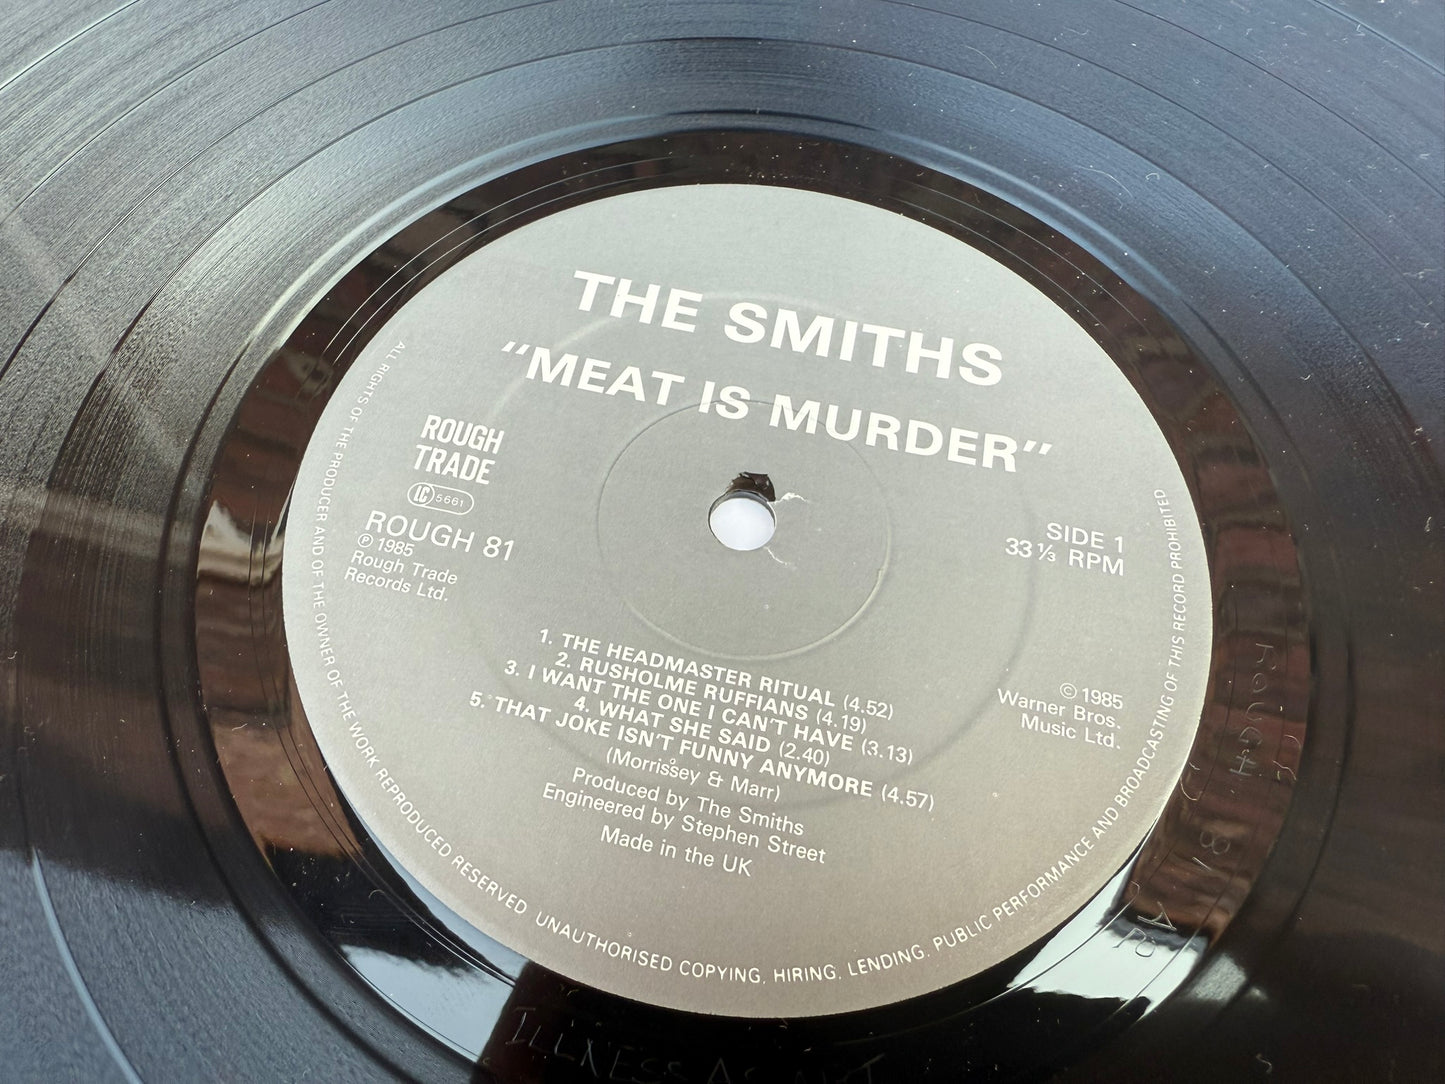 THE SMITHS
"MEAT IS MURDER"
ROUGH
TRADE
LC 5661
ROUGH 81
Ⓟ 1985
Rough Trade
Records Ltd.
SIDE 1
33 ⅓ RPM
1. THE HEADMASTER RITUAL (4.52)
2. RUSHOLME RUFFIANS (4.19)
3. I WANT THE ONE I CAN'T HAVE (3.13)
4. WHAT SHE SAID (2.40)
5. THAT JOKE ISN'T FUNNY ANYMORE (4.57)
(Morrissey & Marr)
Produced by The Smiths
Engineered by Stephen Street
Made in the UK
© 1985
Warner Bros.
Music Ltd.
ALL RIGHTS OF THE PRODUCER AND OF THE OWNER OF THE WORK REPRODUCED RESERVED UNAUTHORISED COPYING, HIRING, LENDING, PUBLIC PERFORMANCE AND BROADCASTING OF THIS RECORD PROHIBITED
ROUGH 81
ILLNESS AS ART